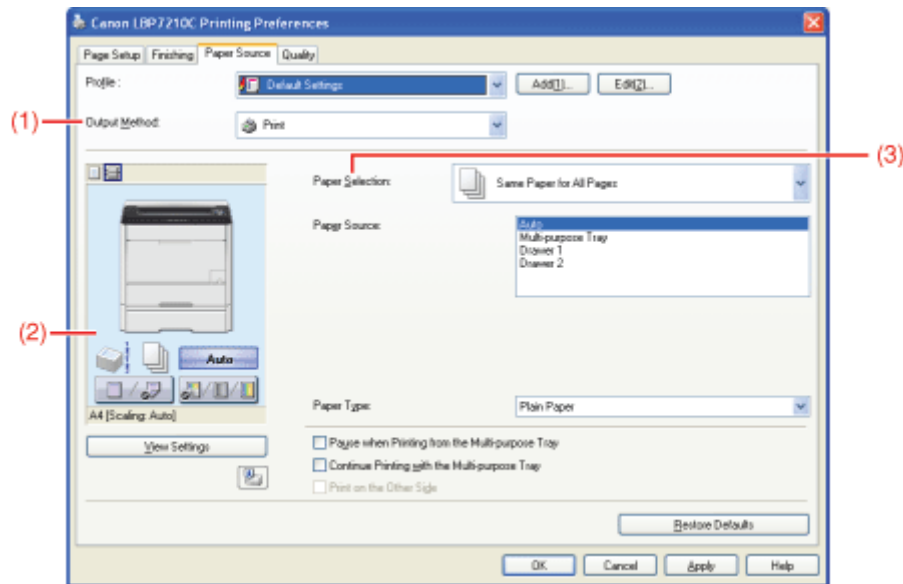 Canon LBP7210C Printing Preferences
Page Setup Finishing Paper Source Quality
Profile : Default Settings Add(1)... Edit(2)...
(1) Output Method: Print
(3)
Paper Selection: Same Paper for All Pages
Paper Source: Auto
Multi-purpose Tray
Drawer 1
Drawer 2
(2)
Auto
A4 [Scaling: Auto]
Paper Type: Plain Paper
View Settings
Pause when Printing from the Multi-purpose Tray
Continue Printing with the Multi-purpose Tray
Print on the Other Side
Restore Defaults
OK Cancel Apply Help